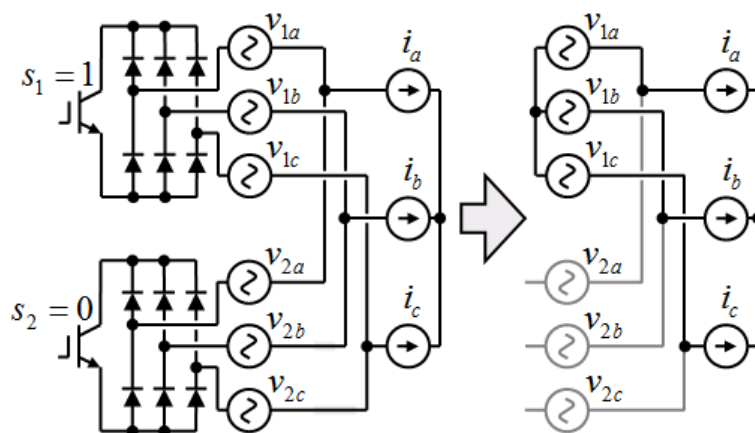 v1a
ia
s1 = 1
v1b
v1c
ib
v2a
s2 = 0
v2b
ic
v2c
v1a
ia
v1b
v1c
ib
v2a
v2b
ic
v2c